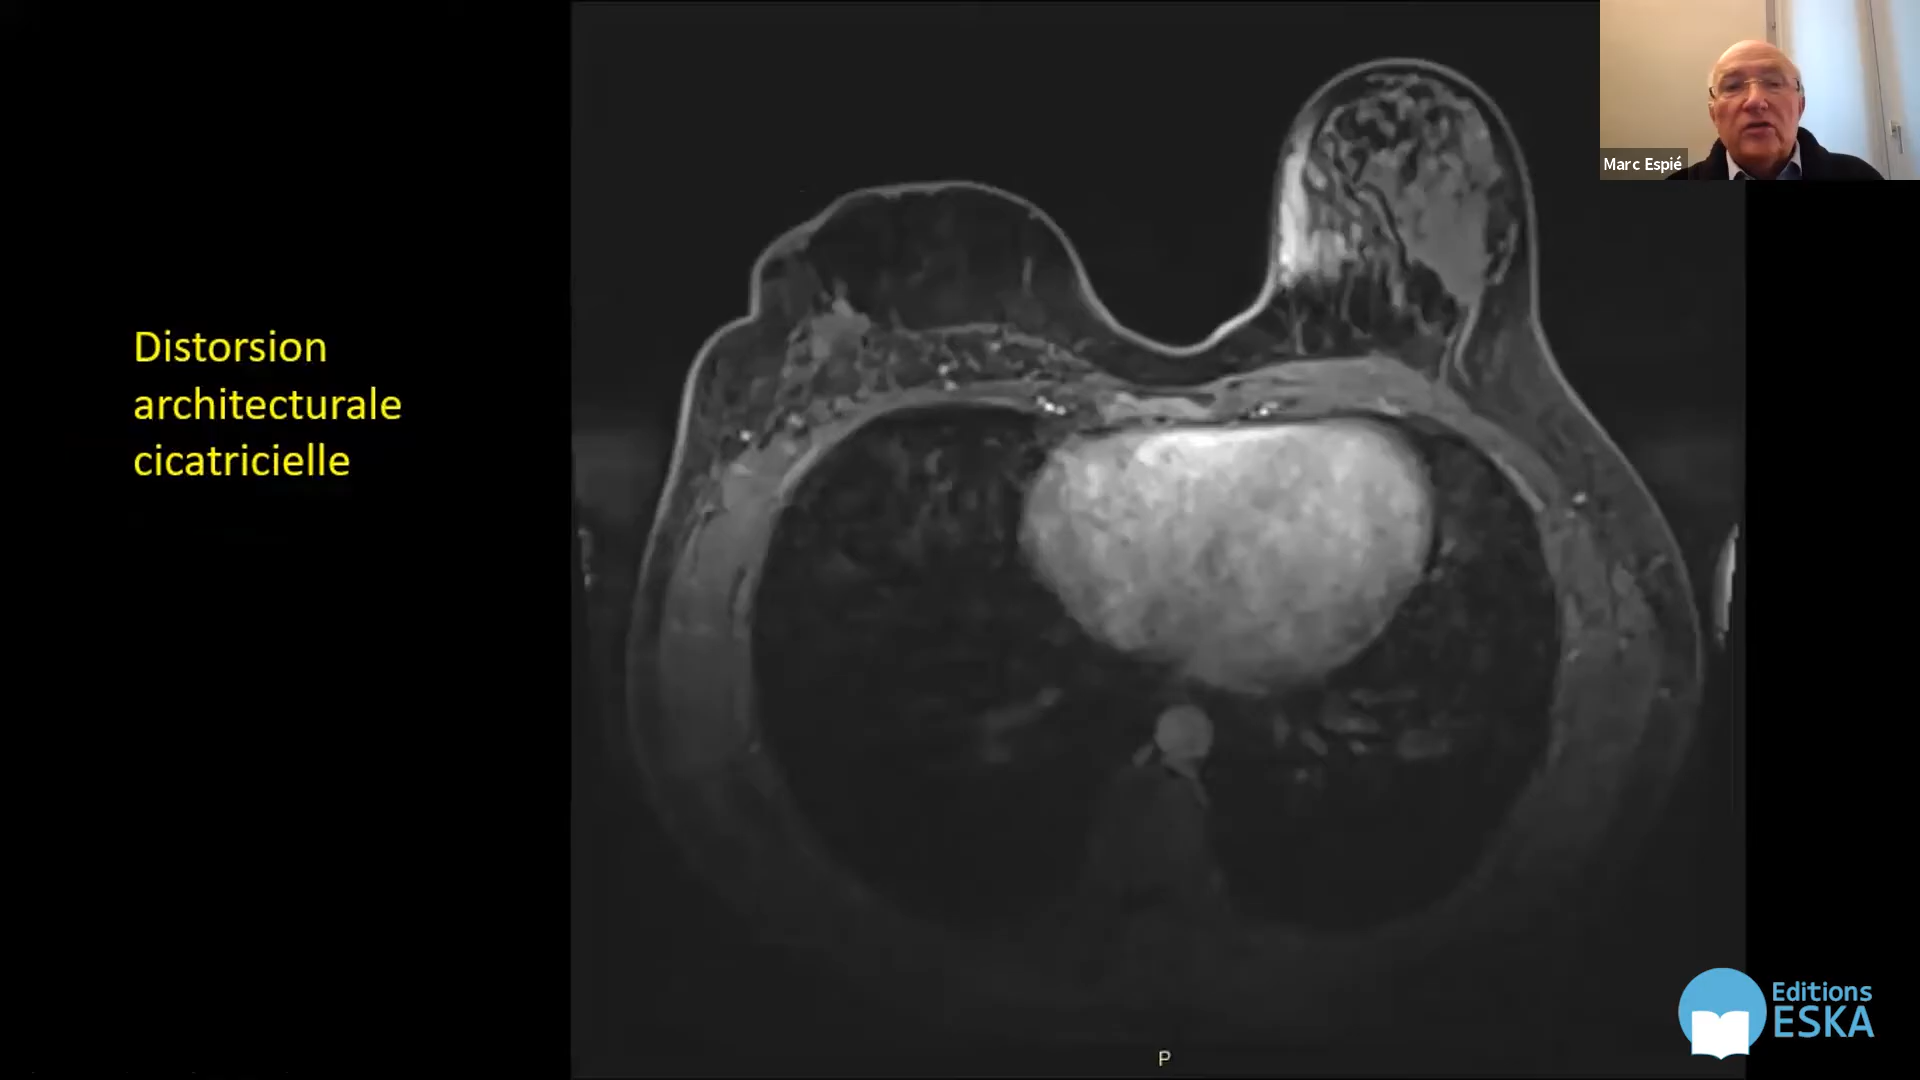 Distorsion
architecturale
cicatricielle
Marc Espié
Editions
ESKA
P